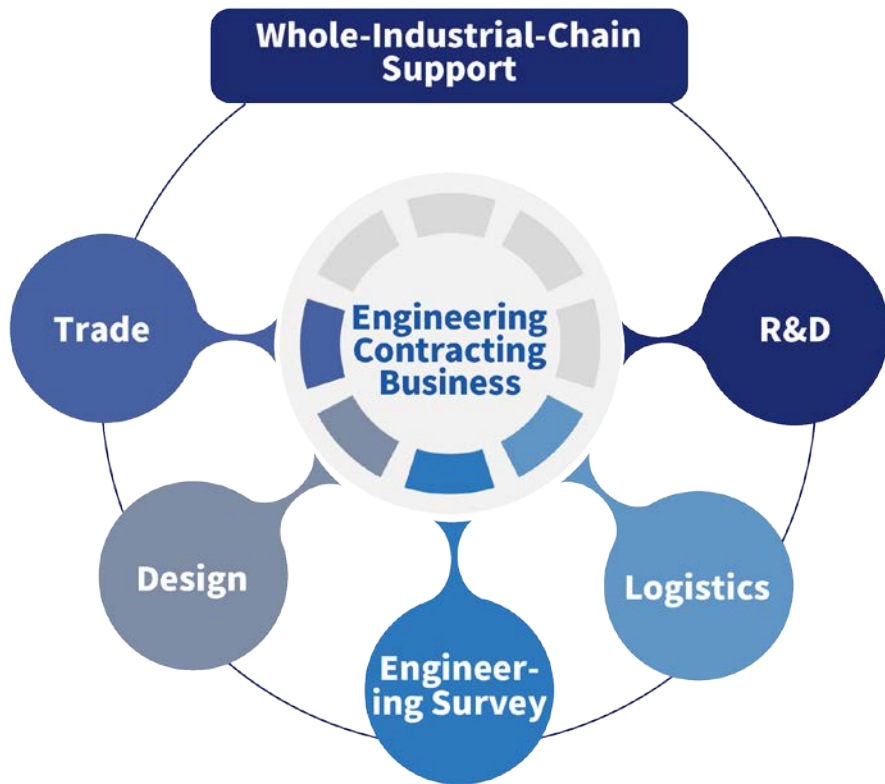 Whole-Industrial-Chain
Support
Trade
Engineering
Contracting
Business
R&D
Design
Logistics
Engineer-
ing Survey